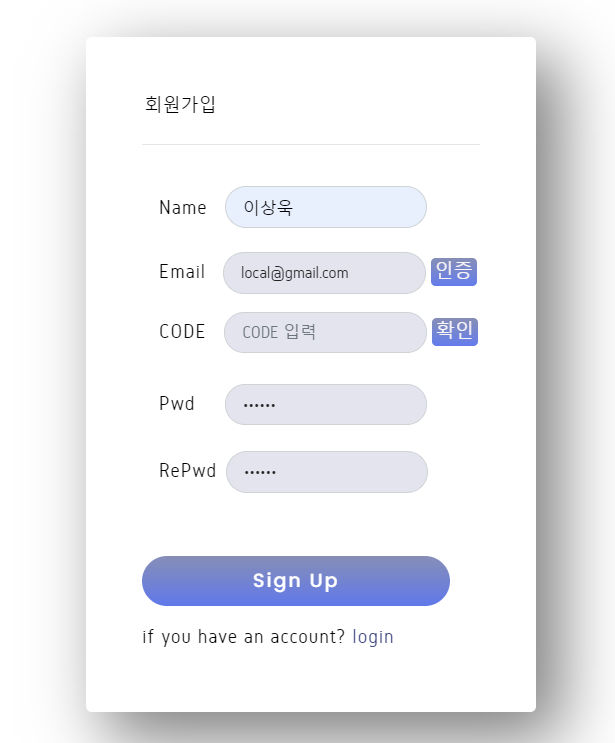 회원가입
Name 이상욱
Email local@gmail.com 인증
CODE CODE 입력 확인
Pwd ••••••
RePwd ••••••
Sign Up
if you have an account? login